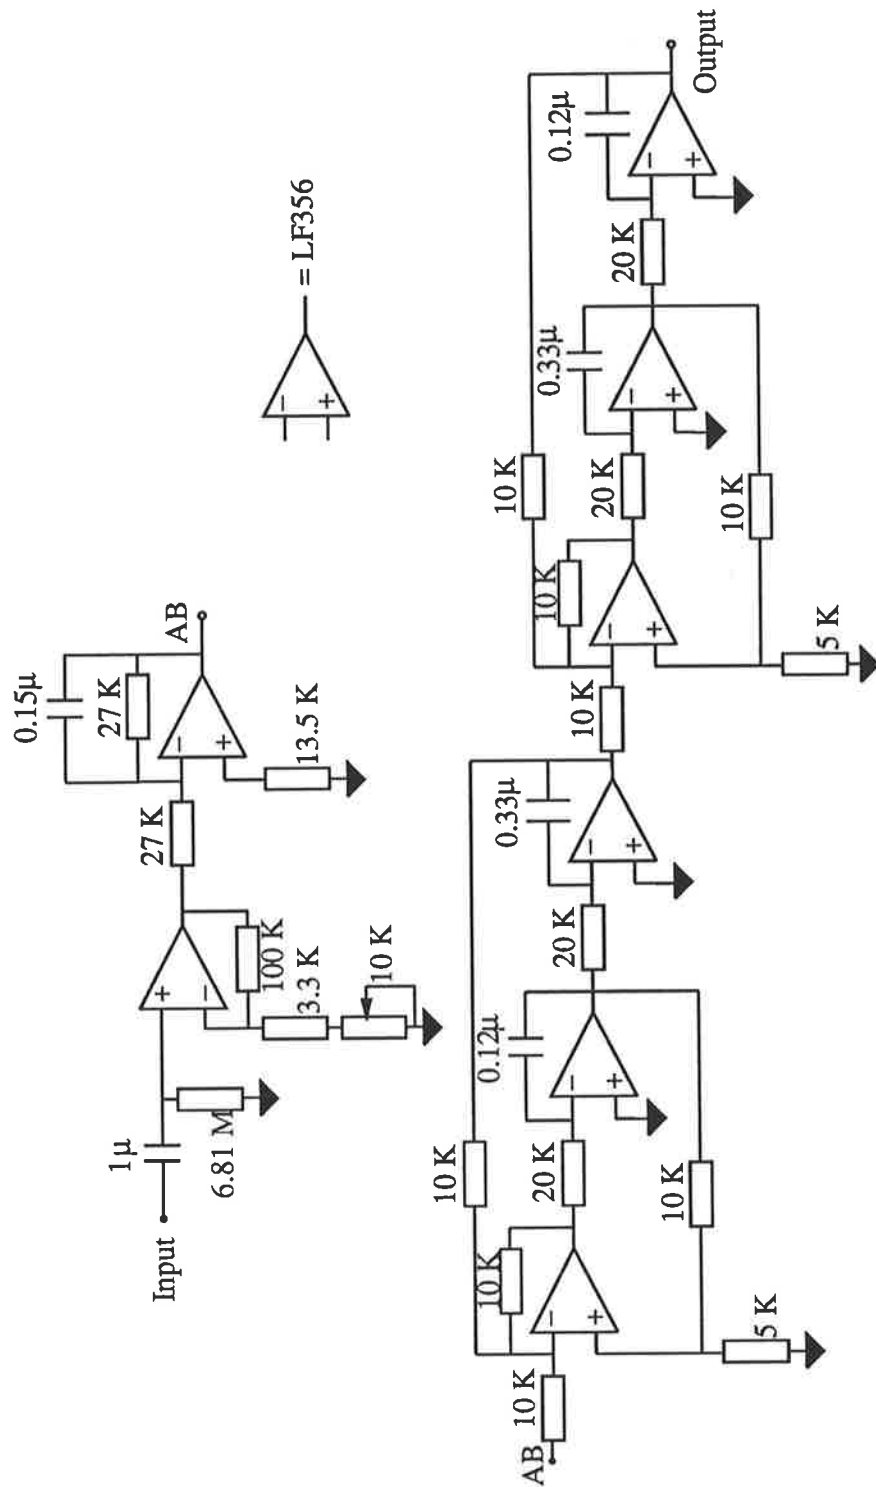 0.15μ
27 K
AB
27 K
1μ
Input
6.81 M
100 K
3.3 K
10 K
13.5 K
+
−
−
+
−
+
= LF356
10 K
10 K
AB
10 K
−
+
20 K
0.12μ
−
+
10 K
5 K
20 K
0.33μ
−
+
10 K
10 K
10 K
−
+
20 K
0.33μ
−
+
10 K
5 K
20 K
0.12μ
−
+
Output